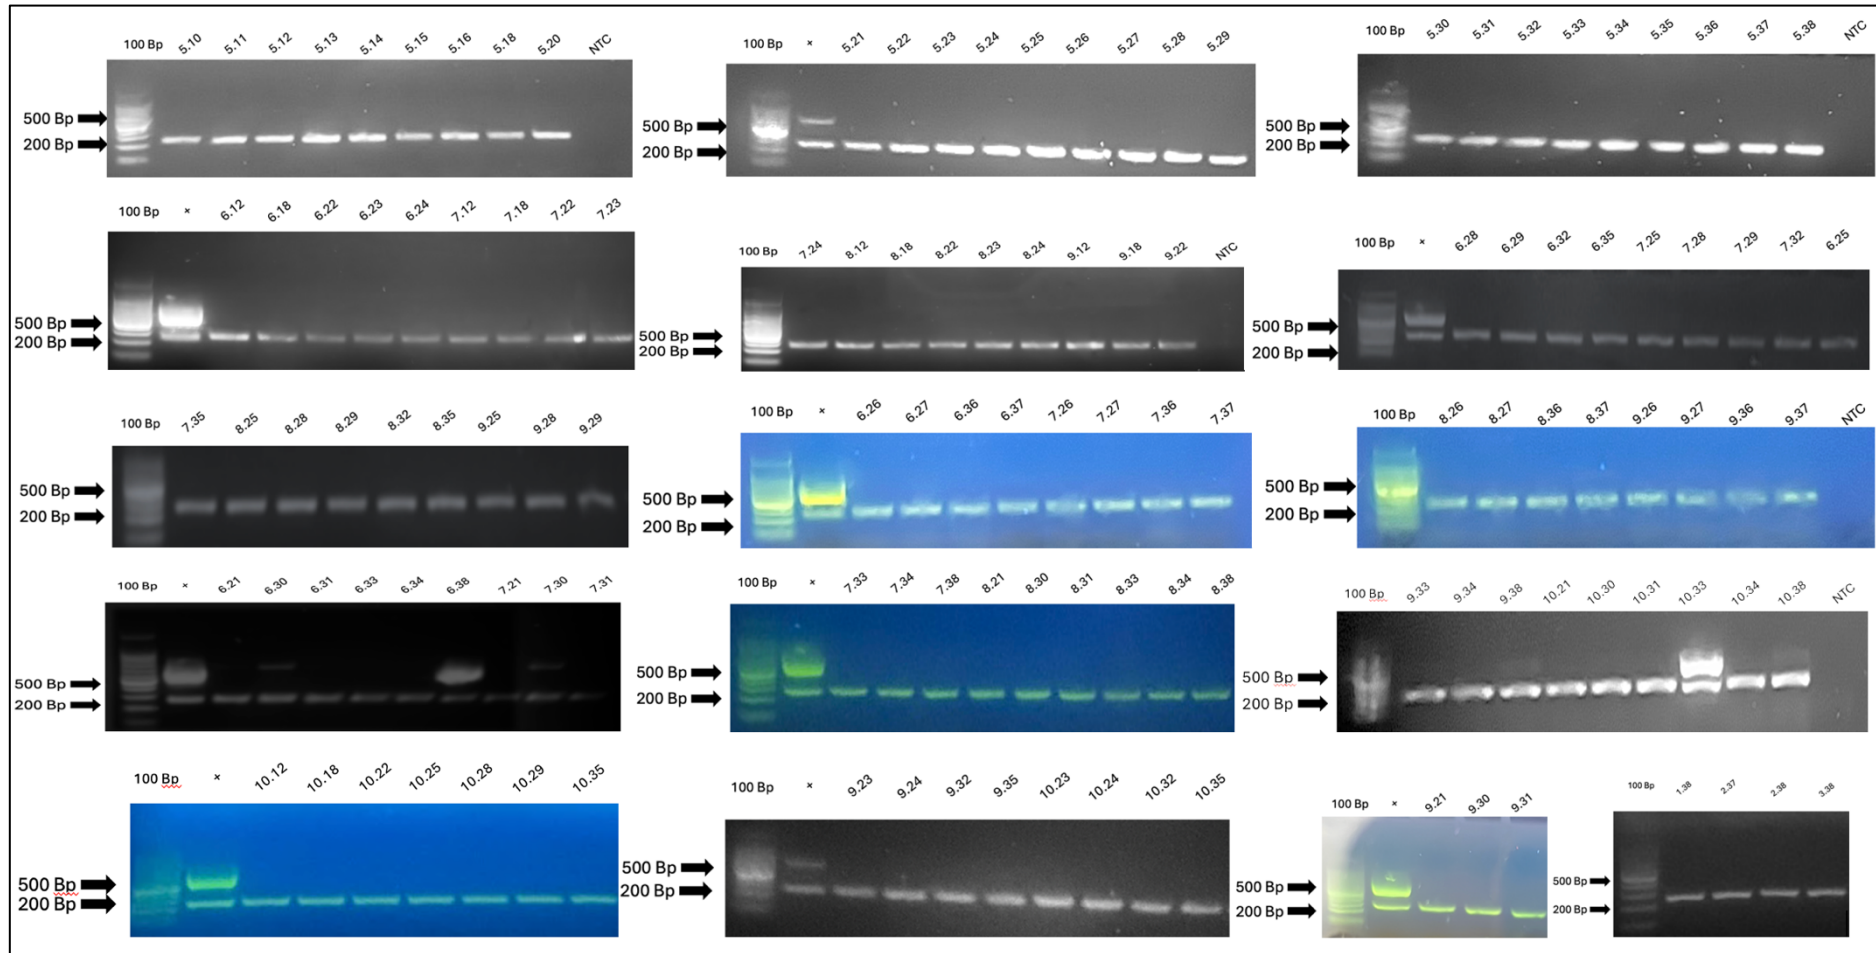 100 Bp 5.10 5.11 5.12 5.13 5.14 5.15 5.16 5.18 5.20 NTC
500 Bp
200 Bp
100 Bp + 5.21 5.22 5.23 5.24 5.25 5.26 5.27 5.28 5.29
500 Bp
200 Bp
100 Bp 5.30 5.31 5.32 5.33 5.34 5.35 5.36 5.37 5.38 NTC
500 Bp
200 Bp
100 Bp + 6.12 6.18 6.22 6.23 6.24 7.12 7.18 7.22 7.23
500 Bp
200 Bp
100 Bp 7.24 8.12 8.18 8.22 8.23 8.24 9.12 9.18 9.22 NTC
500 Bp
200 Bp
100 Bp + 6.28 6.29 6.32 6.35 7.25 7.28 7.29 7.32 6.25
500 Bp
200 Bp
100 Bp 7.35 8.25 8.28 8.29 8.32 8.35 9.25 9.28 9.29
500 Bp
200 Bp
100 Bp + 6.26 6.27 6.36 6.37 7.26 7.27 7.36 7.37
500 Bp
200 Bp
100 Bp 8.26 8.27 8.36 8.37 9.26 9.27 9.36 9.37 NTC
500 Bp
200 Bp
100 Bp + 6.21 6.30 6.31 6.33 6.34 6.38 7.21 7.30 7.31
500 Bp
200 Bp
100 Bp + 7.33 7.34 7.38 8.21 8.30 8.31 8.33 8.34 8.38
500 Bp
200 Bp
100 Bp 9.33 9.34 9.38 10.21 10.30 10.31 10.33 10.34 10.38 NTC
500 Bp
200 Bp
100 Bp + 10.12 10.18 10.22 10.25 10.28 10.29 10.35
500 Bp
200 Bp
100 Bp + 9.23 9.24 9.32 9.35 10.23 10.24 10.32 10.35
500 Bp
200 Bp
100 Bp + 9.21 9.30 9.31
500 Bp
200 Bp
100 Bp 1.38 2.37 2.38 3.38
500 Bp
200 Bp